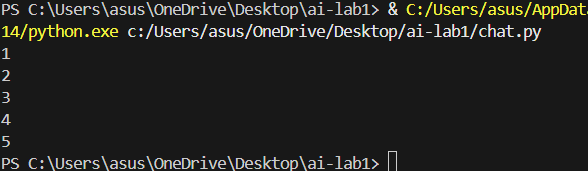 PS C:\Users\asus\OneDrive\Desktop\ai-lab1> & C:/Users/asus/AppDat
14/python.exe c:/Users/asus/OneDrive/Desktop/ai-lab1/chat.py
1
2
3
4
5
PS C:\Users\asus\OneDrive\Desktop\ai-lab1>